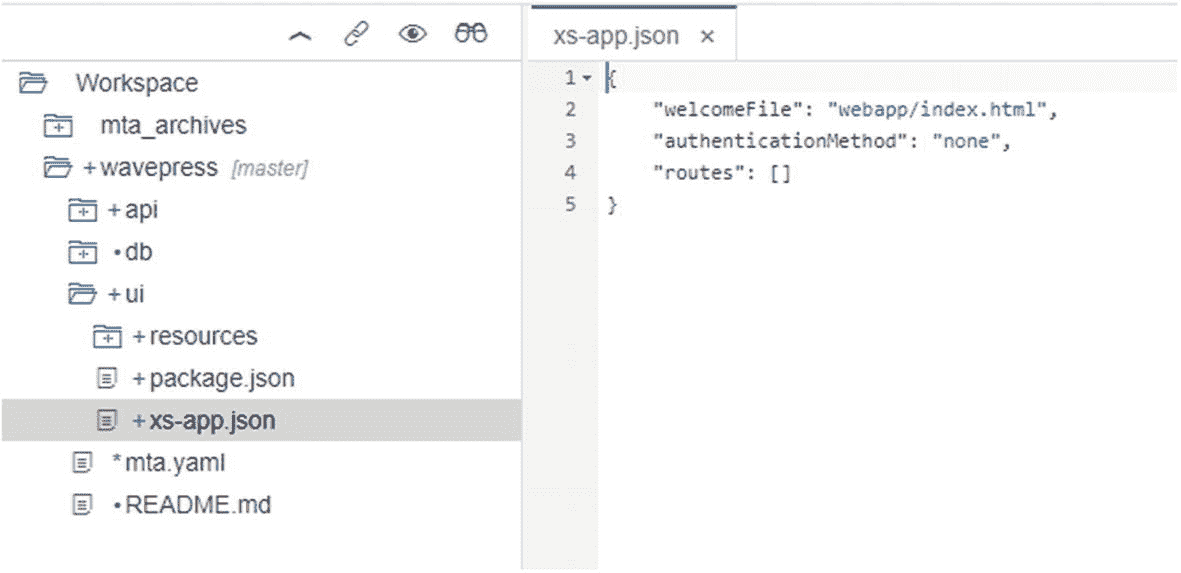 Workspace
mta_archives
+ wavepress [master]
+ api
• db
+ ui
+ resources
+ package.json
+ xs-app.json
* mta.yaml
• README.md
xs-app.json ×
1 {
2 "welcomeFile": "webapp/index.html",
3 "authenticationMethod": "none",
4 "routes": []
5 }